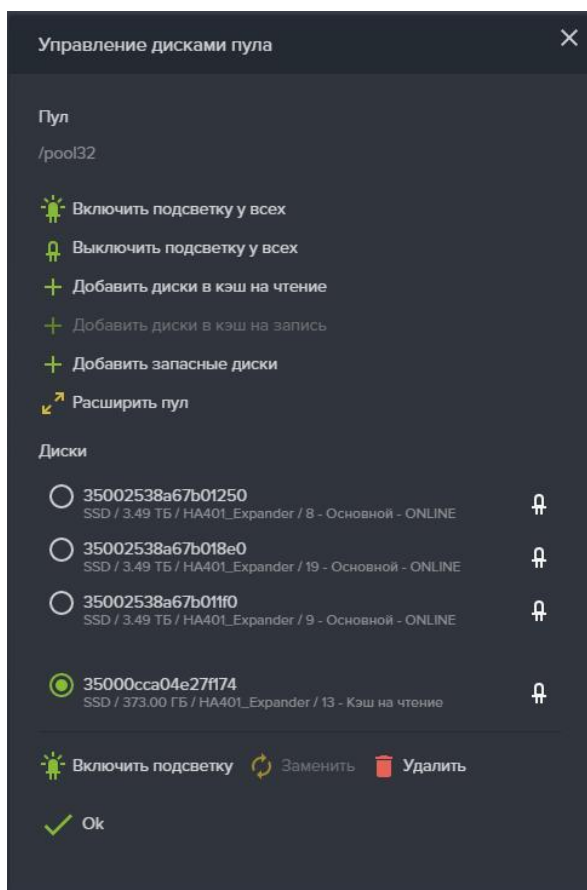 Управление дисками пула
Пул
/pool32
Включить подсветку у всех
Выключить подсветку у всех
Добавить диски в кэш на чтение
Добавить диски в кэш на запись
Добавить запасные диски
Расширить пул
Диски
35002538a67b01250
SSD / 3.49 ТБ / HA401_Expander / 8 - Основной - ONLINE
35002538a67b018e0
SSD / 3.49 ТБ / HA401_Expander / 19 - Основной - ONLINE
35002538a67b011f0
SSD / 3.49 ТБ / HA401_Expander / 9 - Основной - ONLINE
35000cca04e27f174
SSD / 373.00 ГБ / HA401_Expander / 13 - Кэш на чтение
Включить подсветку Заменить Удалить
Ok